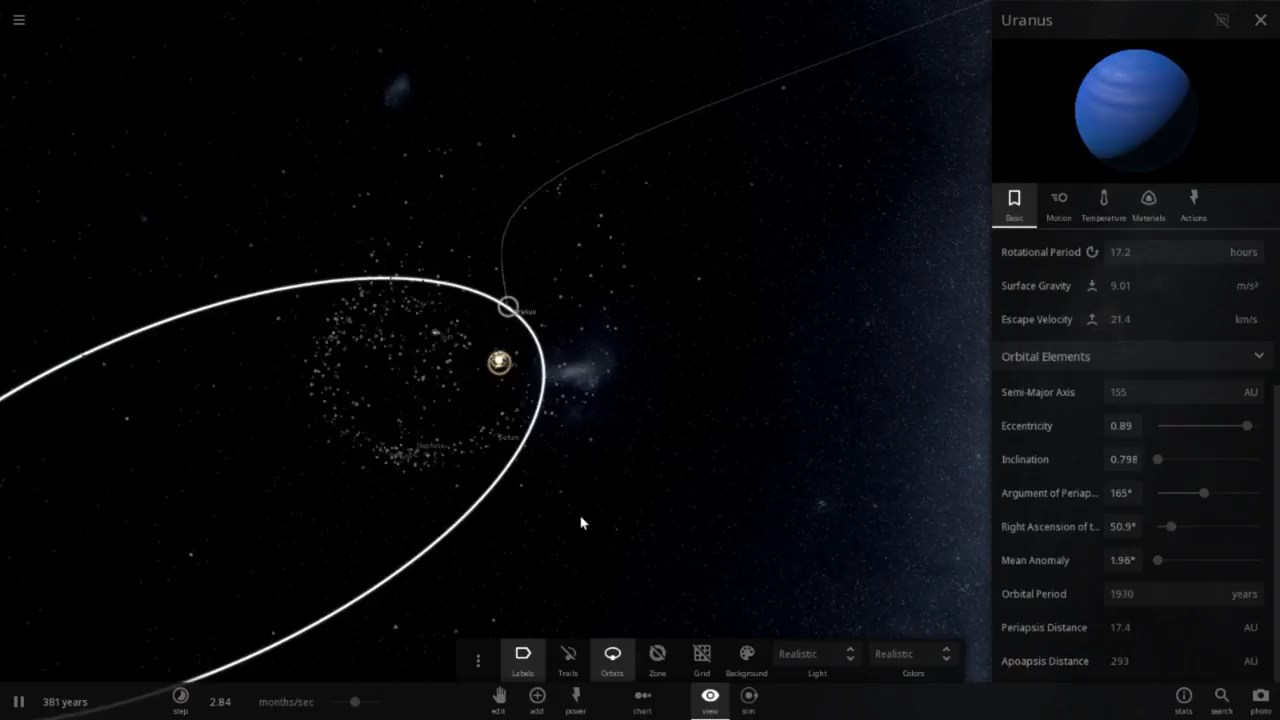 Uranus
Basic
Motion
Temperature
Materials
Actions
Rotational Period 17.2 hours
Surface Gravity 9.01 m/s²
Escape Velocity 21.4 km/s
Orbital Elements
Semi-Major Axis 155 AU
Eccentricity 0.89
Inclination 0.798
Argument of Periap... 165°
Right Ascension of t... 50.9°
Mean Anomaly 1.96°
Orbital Period 1930 years
Periapsis Distance 17.4 AU
Apoapsis Distance 293 AU
Neptune
Saturn
Labels
Trails
Orbits
Zone
Grid
Background
Realistic
Light
Realistic
Colors
381 years
step
2.84 months/sec
edit
add
power
chart
view
sim
stats
search
photo